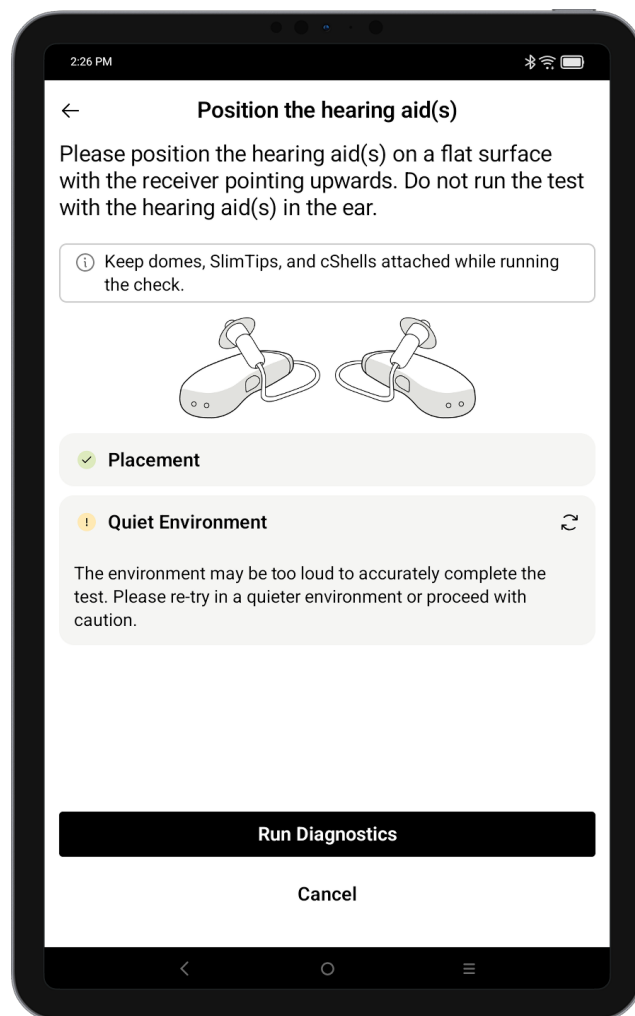 2:26 PM
Position the hearing aid(s)
Please position the hearing aid(s) on a flat surface
with the receiver pointing upwards. Do not run the test
with the hearing aid(s) in the ear.
Keep domes, SlimTips, and cShells attached while running
the check.
Placement
Quiet Environment
The environment may be too loud to accurately complete the
test. Please re-try in a quieter environment or proceed with
caution.
Run Diagnostics
Cancel